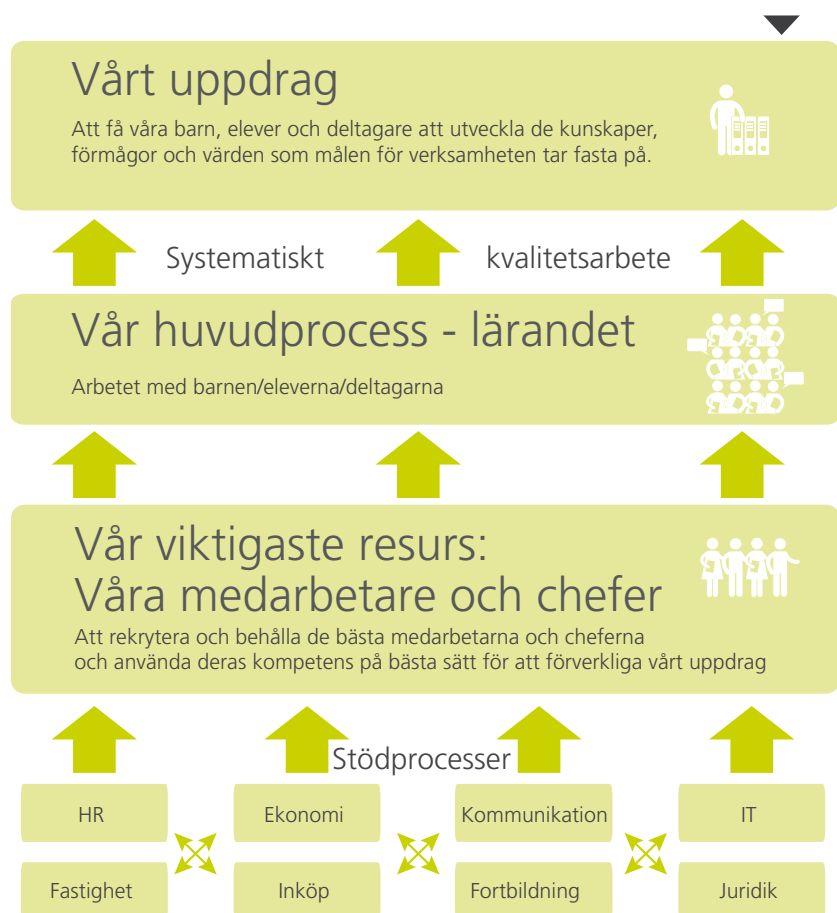 Vårt uppdrag
Att få våra barn, elever och deltagare att utveckla de kunskaper,
förmågor och värden som målen för verksamheten tar fasta på.
Systematiskt kvalitetsarbete
Vår huvudprocess - lärandet
Arbetet med barnen/eleverna/deltagarna
Vår viktigaste resurs:
Våra medarbetare och chefer
Att rekrytera och behålla de bästa medarbetarna och cheferna
och använda deras kompetens på bästa sätt för att förverkliga vårt uppdrag
Stödprocesser
HR Ekonomi Kommunikation IT
Fastighet Inköp Fortbildning Juridik